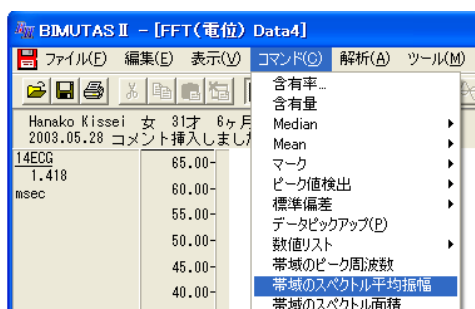 BIMUTASⅡ - [FFT(電位) Data4]
ファイル(F) 編集(E) 表示(V) コマンド(C) 解析(A) ツール(M)
含有率...
含有量
Hanako Kissei 女 31才 6ヶ月
Median
2003.05.28 コメント挿入しました
Mean
14ECG
65.00-
マーク
1.418
60.00-
ピーク値検出
msec
標準偏差
55.00-
データピックアップ(P)
50.00-
数値リスト
45.00-
帯域のピーク周波数
40.00-
帯域のスペクトル平均振幅
帯域のスペクトル面積